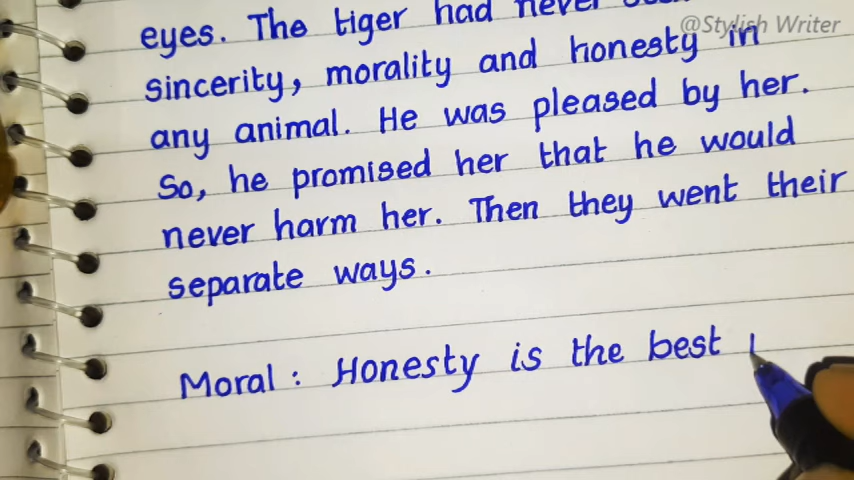 eyes. The tiger had never
@Stylish Writer
sincerity, morality and honesty in
any animal. He was pleased by her.
So, he promised her that he would
never harm her. Then they went their
separate ways.
Moral: Honesty is the best